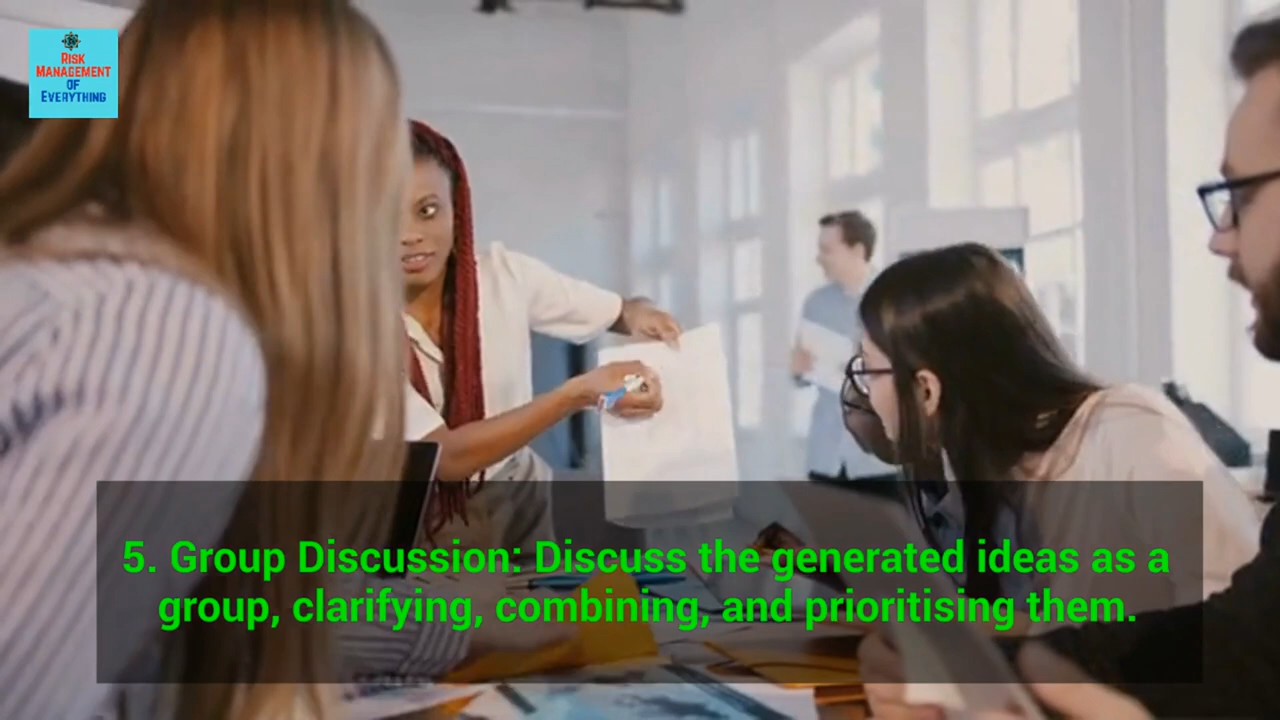 RISK
MANAGEMENT
OF
EVERYTHING
5. Group Discussion: Discuss the generated ideas as a
group, clarifying, combining, and prioritising them.